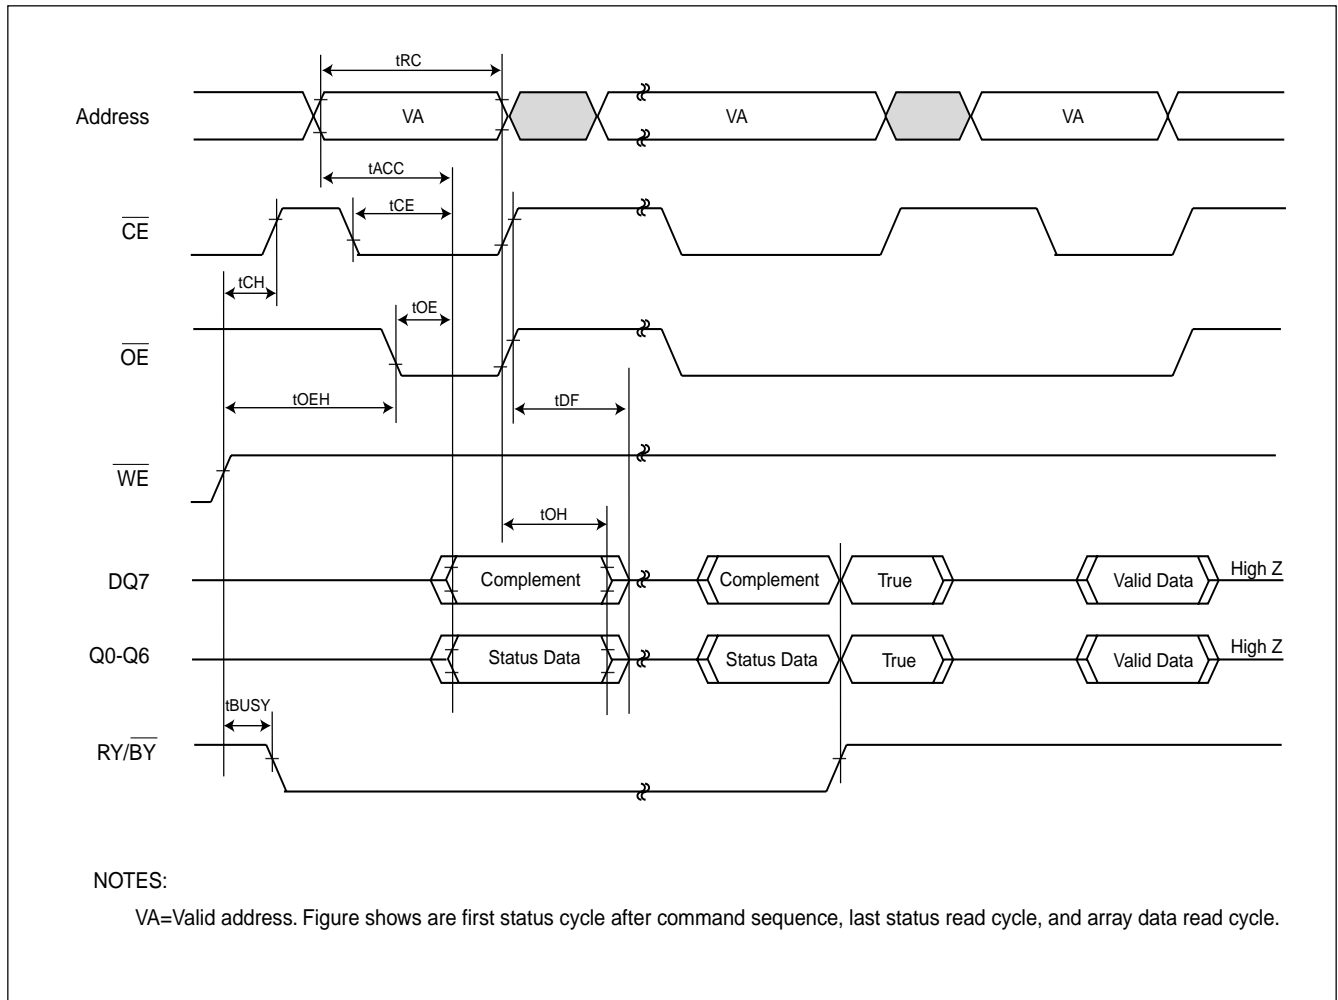 tRC
Address VA VA VA
tACC
tCE
CE
tCH
tOE
OE
tOEH tDF
WE
tOH
DQ7 Complement Complement True Valid Data High Z
Q0-Q6 Status Data Status Data True Valid Data High Z
tBUSY
RY/BY
NOTES:
VA=Valid address. Figure shows are first status cycle after command sequence, last status read cycle, and array data read cycle.